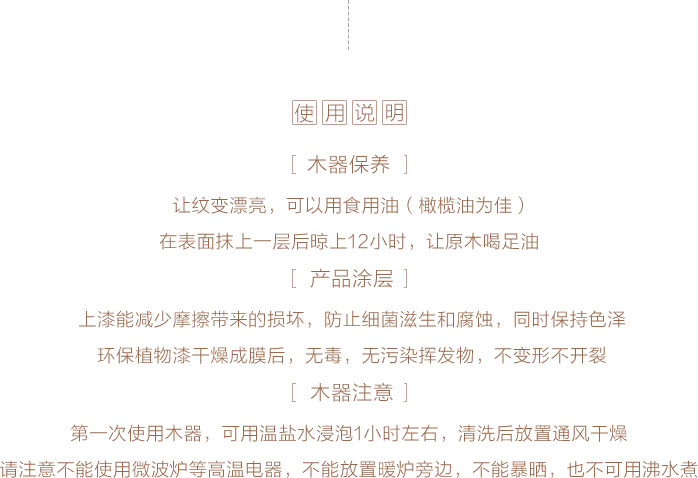 使用说明
[ 木器保养 ]
让纹变漂亮，可以用食用油（橄榄油为佳）
在表面抹上一层后晾上12小时，让原木喝足油
[ 产品涂层 ]
上漆能减少摩擦带来的损坏，防止细菌滋生和腐蚀，同时保持色泽
环保植物漆干燥成膜后，无毒，无污染挥发物，不变形不开裂
[ 木器注意 ]
第一次使用木器，可用温盐水浸泡1小时左右，清洗后放置通风干燥
请注意不能使用微波炉等高温电器，不能放置暖炉旁边，不能暴晒，也不可用沸水煮